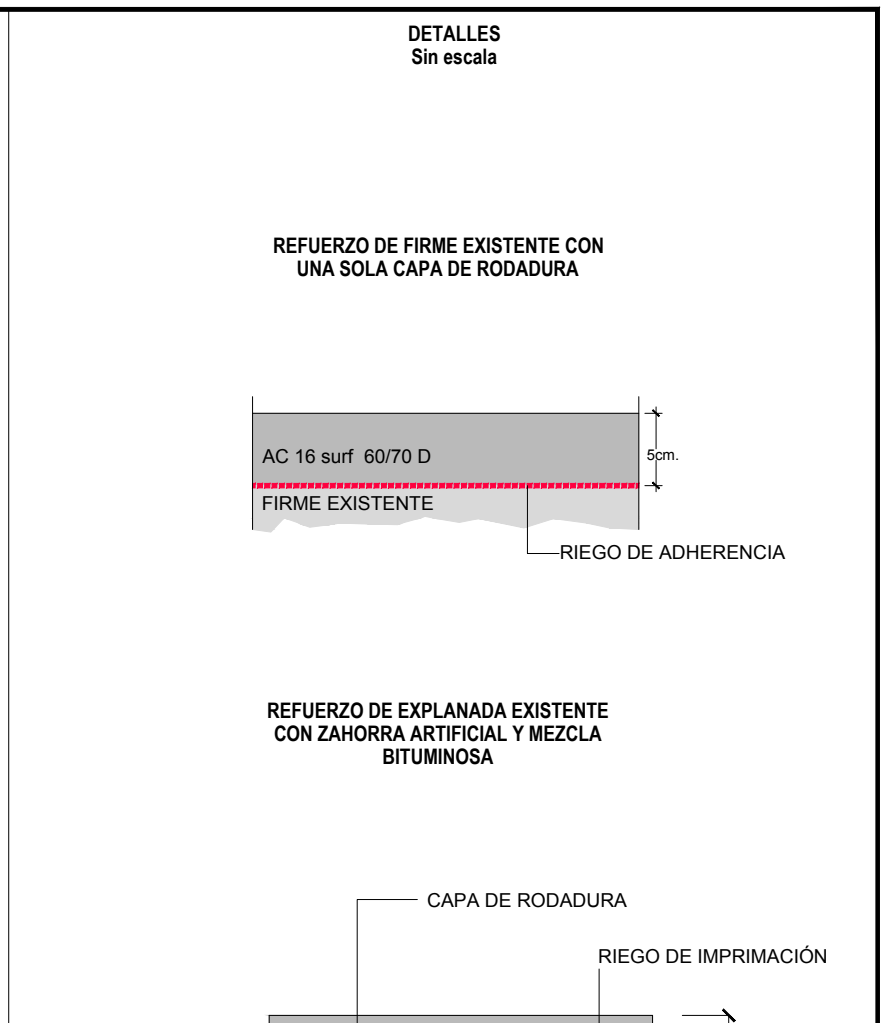 DETALLES
Sin escala
REFUERZO DE FIRME EXISTENTE CON
UNA SOLA CAPA DE RODADURA
AC 16 surf 60/70 D
5cm.
FIRME EXISTENTE
RIEGO DE ADHERENCIA
REFUERZO DE EXPLANADA EXISTENTE
CON ZAHORRA ARTIFICIAL Y MEZCLA
BITUMINOSA
CAPA DE RODADURA
RIEGO DE IMPRIMACIÓN